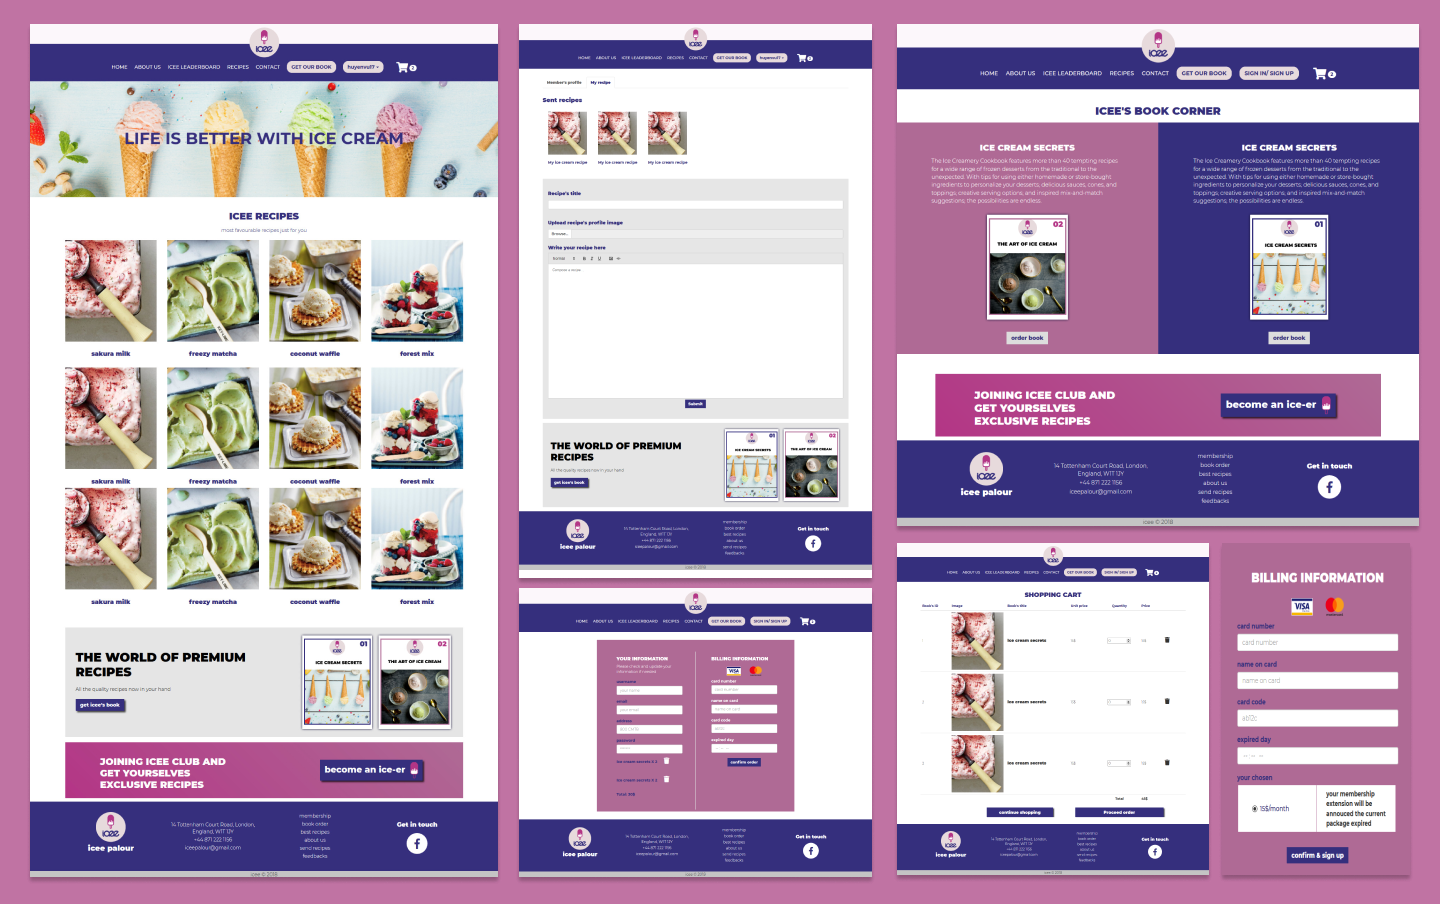 icee
HOME ABOUT US ICEE LEADERBOARD RECIPES CONTACT GET OUR BOOK huyenvu17 2
LIFE IS BETTER WITH ICE CREAM
ICEE RECIPES
most favourable recipes just for you
sakura milk freezy matcha coconut waffle forest mix
sakura milk freezy matcha coconut waffle forest mix
sakura milk freezy matcha coconut waffle forest mix
THE WORLD OF PREMIUM
RECIPES
All the quality recipes now in your hand
get icee's book
01
ICE CREAM SECRETS
02
THE ART OF ICE CREAM
JOINING ICEE CLUB AND
GET YOURSELVES
EXCLUSIVE RECIPES
become an ice-er
icee
icee palour
14 Tottenham Court Road, London,
England, W1T 1JY
+44 871 222 1156
iceepalour@gmail.com
membership
book order
best recipes
about us
send recipes
feedbacks
Get in touch
icee © 2018
icee
HOME ABOUT US ICEE LEADERBOARD RECIPES CONTACT GET OUR BOOK huyenvu17
Member's profile My recipe
Sent recipes
My ice cream recipe My ice cream recipe My ice cream recipe
Recipe's title
Upload recipe's profile image
Browse..
Write your recipe here
Normal B I U
Submit
THE WORLD OF PREMIUM
RECIPES
All the quality recipes now in your hand
get icee's book
01
ICE CREAM SECRETS
02
THE ART OF ICE CREAM
icee
icee palour
14 Tottenham Court Road, London,
England, W1T 1JY
+44 871 222 1156
iceepalour@gmail.com
membership
book order
best recipes
about us
send recipes
feedbacks
Get in touch
icee © 2018
icee
HOME ABOUT US ICEE LEADERBOARD RECIPES CONTACT GET OUR BOOK SIGN IN/ SIGN UP
YOUR INFORMATION
Please check and update your
information if needed
username
email
address
password
ice cream secrets X 2
ice cream secrets X 2
Total: 30$
BILLING INFORMATION
VISA
card number
card number
name on card
name on card
card code
expired day
confirm order
icee
icee palour
14 Tottenham Court Road, London,
England, W1T 1JY
+44 871 222 1156
iceepalour@gmail.com
membership
book order
best recipes
about us
send recipes
feedbacks
Get in touch
icee © 2018
icee
HOME ABOUT US ICEE LEADERBOARD RECIPES CONTACT GET OUR BOOK SIGN IN/ SIGN UP 2
ICEE'S BOOK CORNER
ICE CREAM SECRETS
The Ice Creamery Cookbook features more than 40 tempting recipes
for a wide range of frozen desserts from the traditional to the
unexpected. With tips for using either homemade or store-bought
ingredients to personalize your desserts, delicious sauces, cones, and
toppings; creative serving options; and inspired mix-and-match
suggestions, the possibilities are endless.
02
THE ART OF ICE CREAM
order book
ICE CREAM SECRETS
The Ice Creamery Cookbook features more than 40 tempting recipes
for a wide range of frozen desserts from the traditional to the
unexpected. With tips for using either homemade or store-bought
ingredients to personalize your desserts, delicious sauces, cones, and
toppings; creative serving options; and inspired mix-and-match
suggestions, the possibilities are endless.
01
ICE CREAM SECRETS
order book
JOINING ICEE CLUB AND
GET YOURSELVES
EXCLUSIVE RECIPES
become an ice-er
icee
icee palour
14 Tottenham Court Road, London,
England, W1T 1JY
+44 871 222 1156
iceepalour@gmail.com
membership
book order
best recipes
about us
send recipes
feedbacks
Get in touch
icee © 2018
icee
HOME ABOUT US ICEE LEADERBOARD RECIPES CONTACT GET OUR BOOK SIGN IN/ SIGN UP
SHOPPING CART
Book's ID Image Book's title Unit price Quantity Price
ice cream secrets
ice cream secrets
ice cream secrets
Total 45$
continue shopping Proceed order
icee
icee palour
14 Tottenham Court Road, London,
England, W1T 1JY
+44 871 222 1156
iceepalour@gmail.com
membership
book order
best recipes
about us
send recipes
feedbacks
Get in touch
icee © 2018
BILLING INFORMATION
VISA
mastercard
card number
card number
name on card
name on card
card code
ab12c
expired day
your chosen
15$/month
your membership
extension will be
annouced the current
package expired
confirm & sign up